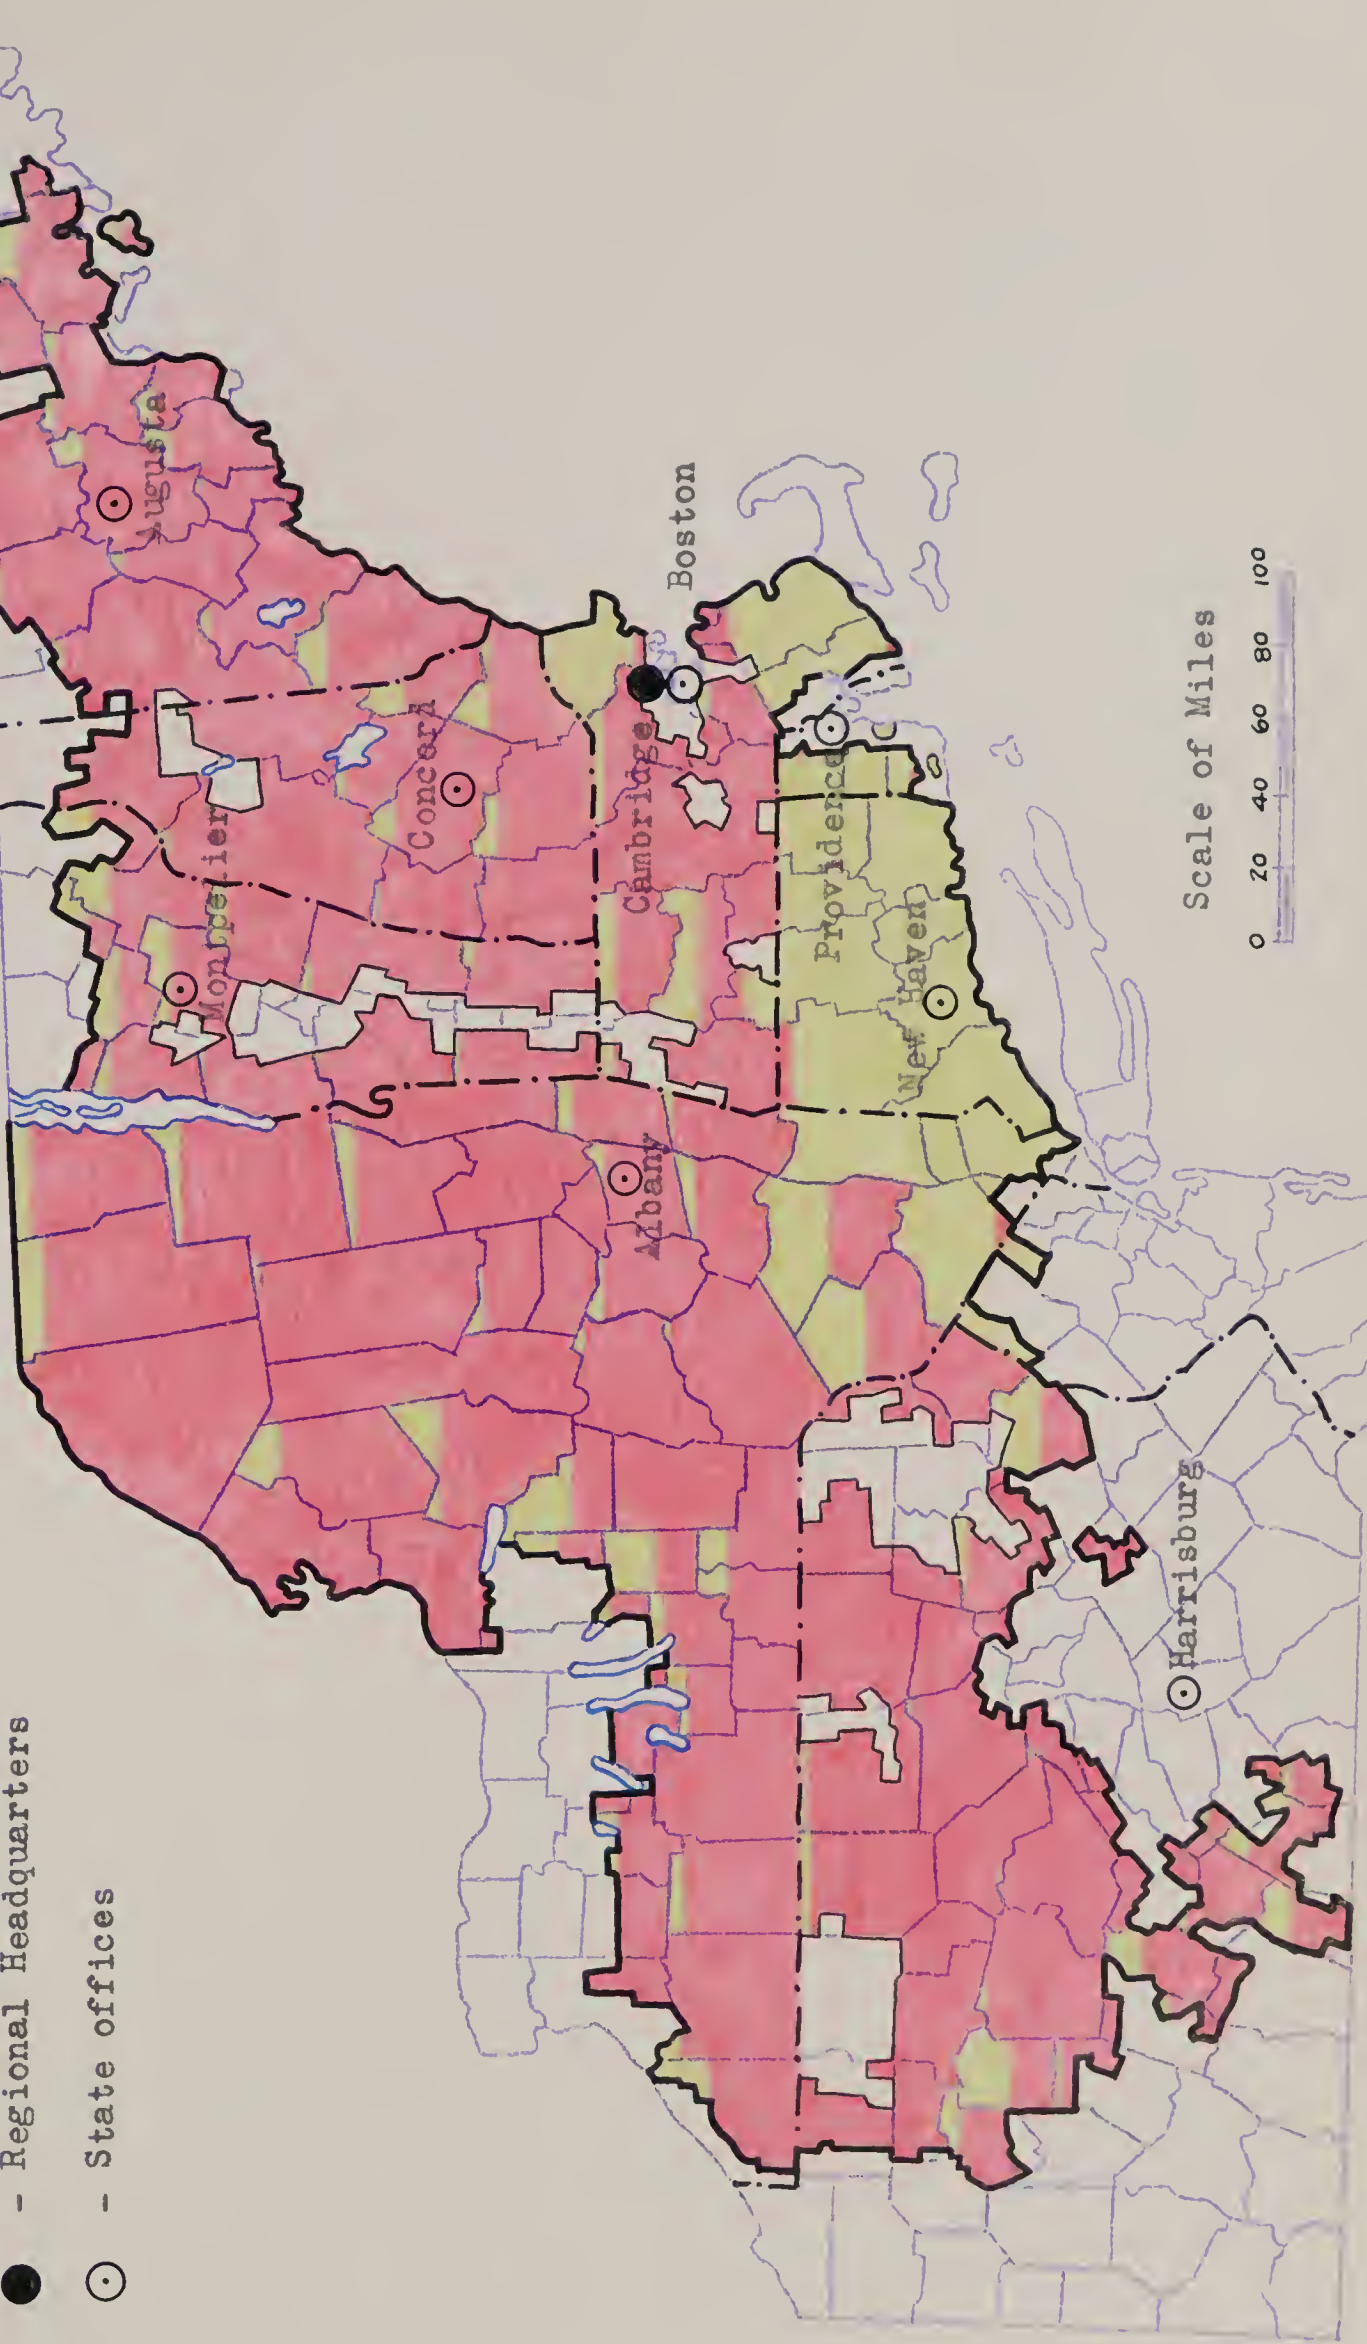 ● - Regional Headquarters
⊙ - State offices
Augusta
Montpelier
Concord
Boston
Cambridge
Albany
Providence
New Haven
Harrisburg
Scale of Miles
0 20 40 60 80 100